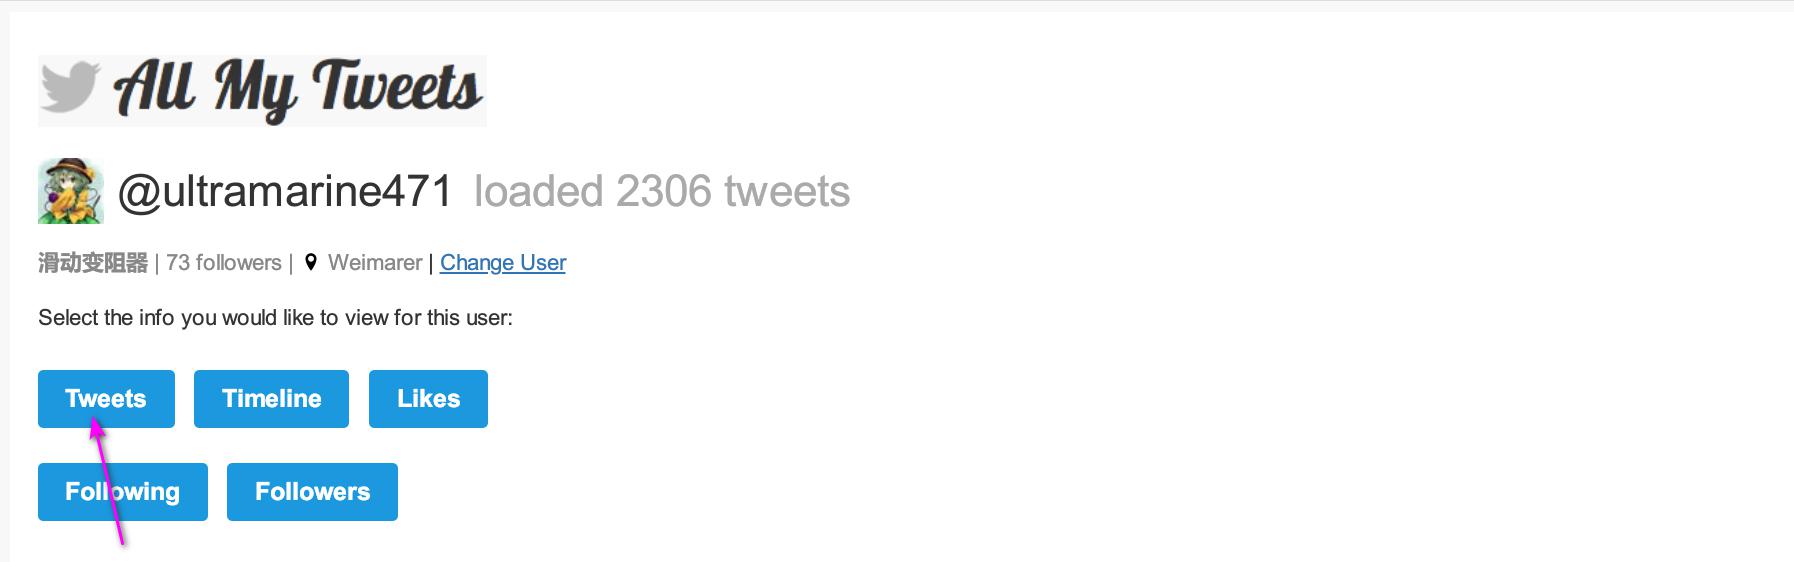 All My Tweets
@ultramarine471 loaded 2306 tweets
滑动变阻器 | 73 followers | Weimarer | Change User
Select the info you would like to view for this user:
Tweets Timeline Likes
Following Followers